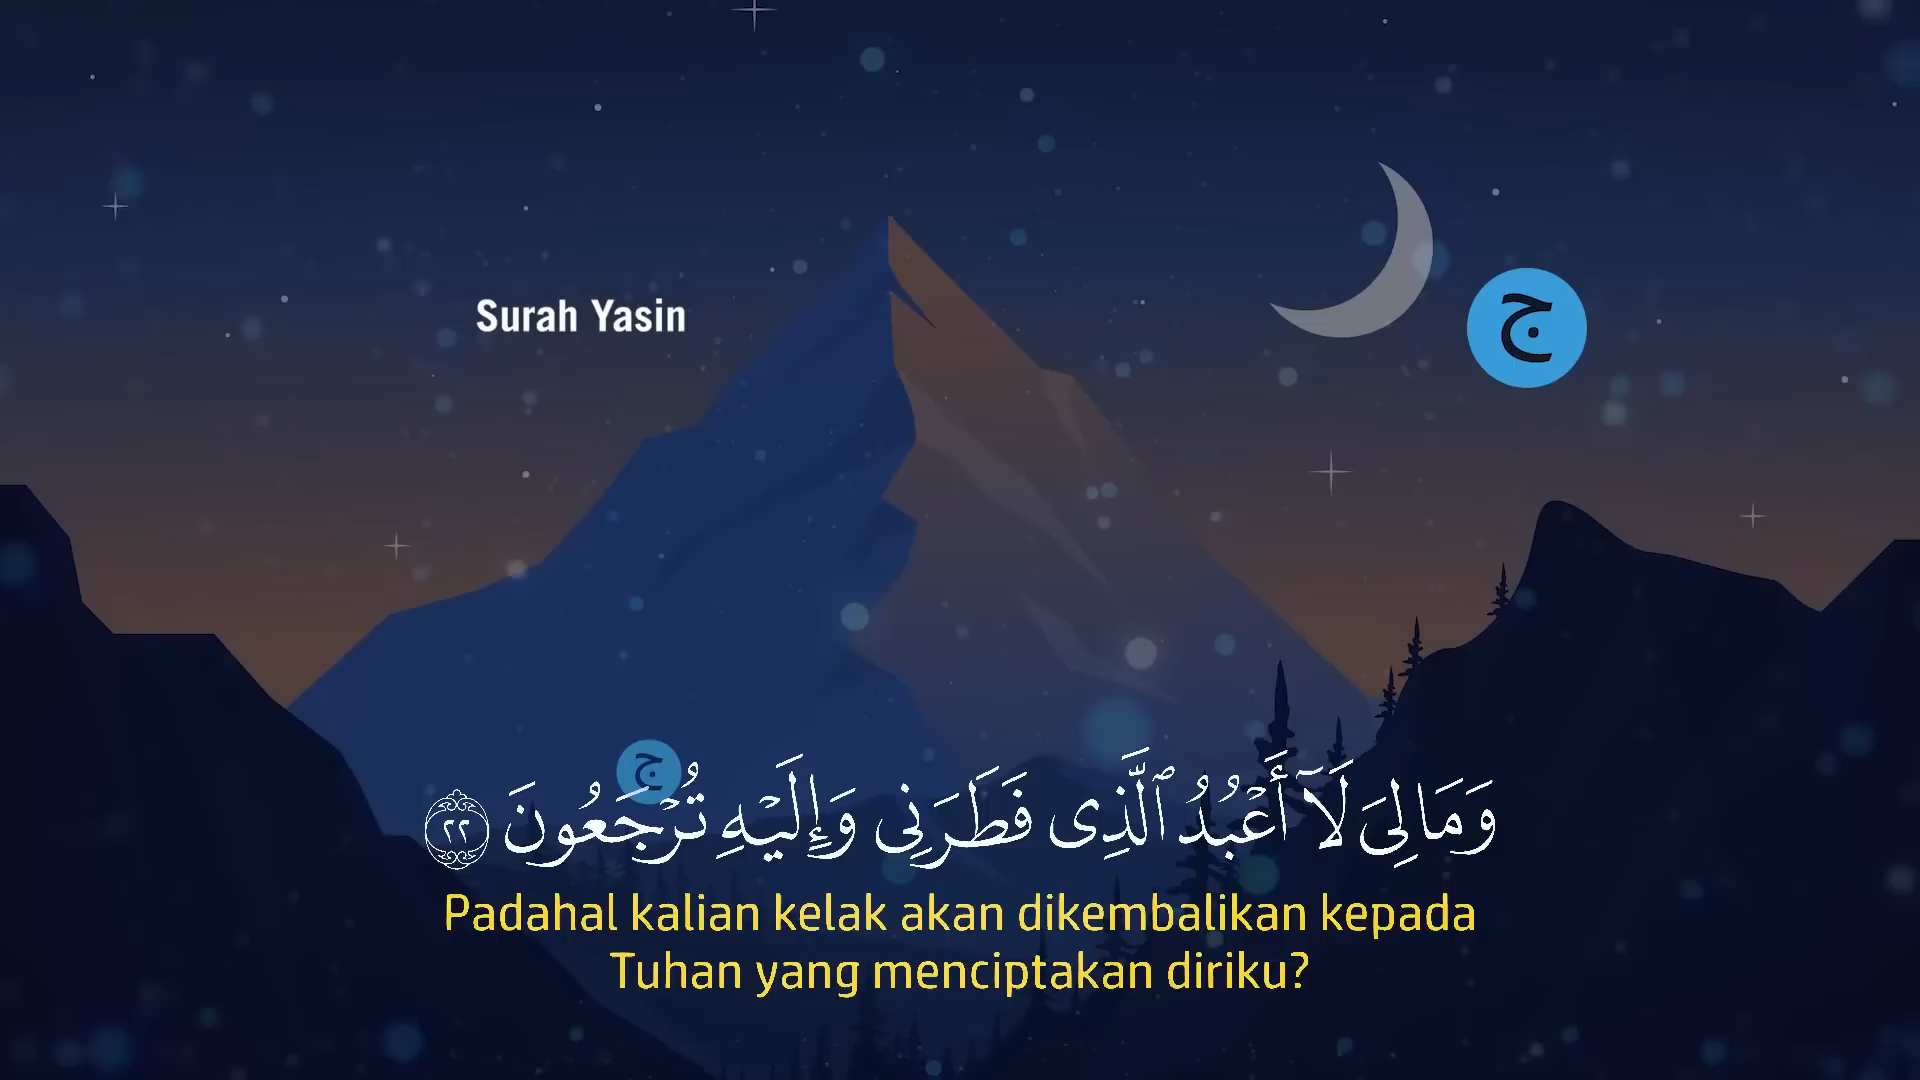 Surah Yasin
ج
ج
وَمَا لِىَ لَآ أَعْبُدُ ٱلَّذِى فَطَرَنِى وَإِلَيْهِ تُرْجَعُونَ ٢٢
Padahal kalian kelak akan dikembalikan kepada
Tuhan yang menciptakan diriku?